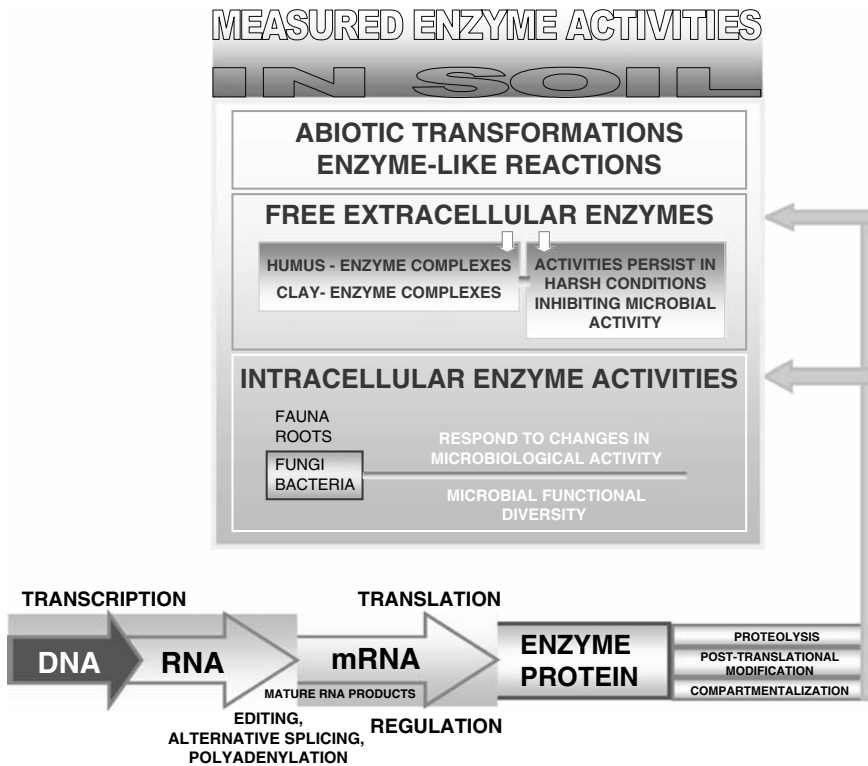 MEASURED ENZYME ACTIVITIES
IN SOIL
ABIOTIC TRANSFORMATIONS
ENZYME-LIKE REACTIONS
FREE EXTRACELLULAR ENZYMES
HUMUS - ENZYME COMPLEXES
CLAY- ENZYME COMPLEXES
ACTIVITIES PERSIST IN
HARSH CONDITIONS
INHIBITING MICROBIAL
ACTIVITY
INTRACELLULAR ENZYME ACTIVITIES
FAUNA
ROOTS
FUNGI
BACTERIA
RESPOND TO CHANGES IN
MICROBIOLOGICAL ACTIVITY
MICROBIAL FUNCTIONAL
DIVERSITY
TRANSCRIPTION
TRANSLATION
DNA
RNA
mRNA
MATURE RNA PRODUCTS
ENZYME
PROTEIN
PROTEOLYSIS
POST-TRANSLATIONAL
MODIFICATION
COMPARTMENTALIZATION
EDITING,
ALTERNATIVE SPLICING,
POLYADENYLATION
REGULATION